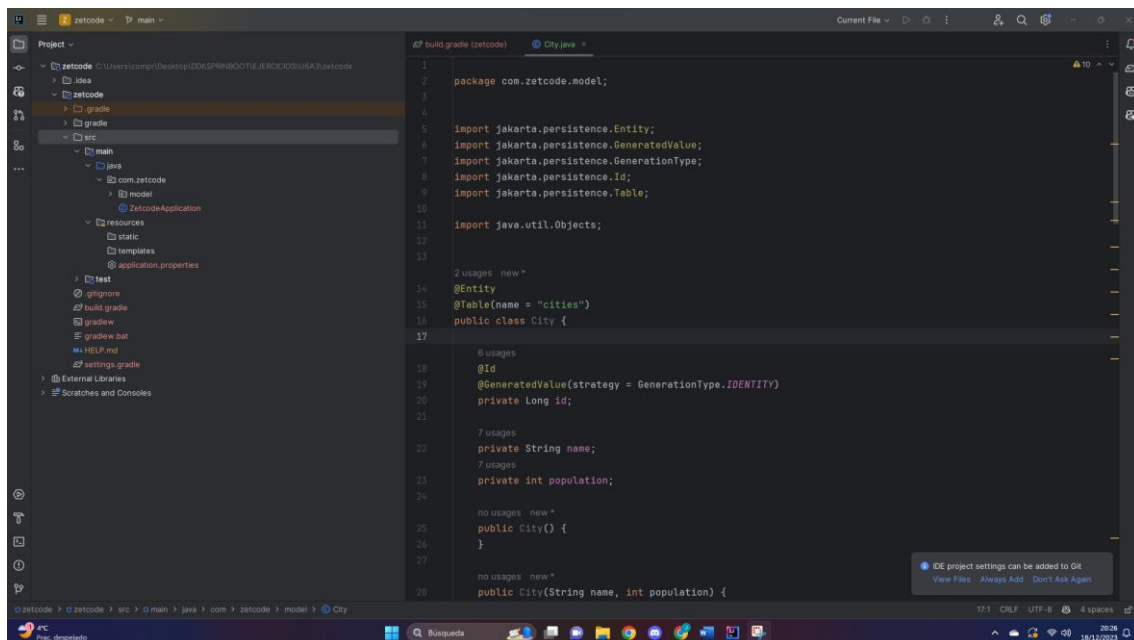 zetcode
main
Current File
Project
zetcode C:\Users\compr\Desktop\DDI\SPRINBOOT\EJERCICIOS\U6A2\zetcode
.idea
zetcode
.gradle
gradle
src
main
java
com.zetcode
model
ZetcodeApplication
resources
static
templates
application.properties
test
.gitignore
build.gradle
gradlew
gradlew.bat
HELP.md
settings.gradle
External Libraries
Scratches and Consoles
build.gradle (zetcode)
City.java
10
1
2 package com.zetcode.model;
3
4
5 import jakarta.persistence.Entity;
6 import jakarta.persistence.GeneratedValue;
7 import jakarta.persistence.GenerationType;
8 import jakarta.persistence.Id;
9 import jakarta.persistence.Table;
10
11 import java.util.Objects;
12
13
2 usages new *
14 @Entity
15 @Table(name = "cities")
16 public class City {
17
6 usages
18 @Id
19 @GeneratedValue(strategy = GenerationType.IDENTITY)
20 private Long id;
21
7 usages
22 private String name;
7 usages
23 private int population;
24
no usages new *
25 public City() {
26 }
27
no usages new *
28 public City(String name, int population) {
IDE project settings can be added to Git
View Files Always Add Don't Ask Again
zetcode > zetcode > src > main > java > com > zetcode > model > City
17:1 CRLF UTF-8 4 spaces
4°C
Prac. despejado
Búsqueda
20:26
18/12/2023